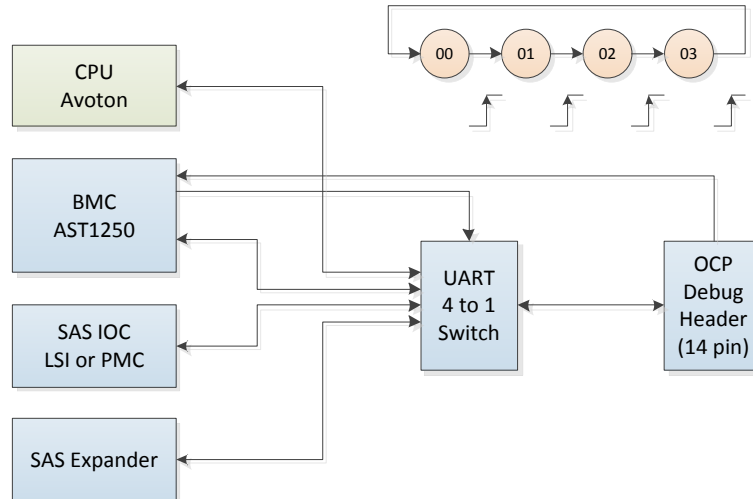 00
01
02
03
CPU
Avoton
BMC
AST1250
SAS IOC
LSI or PMC
SAS Expander
UART
4 to 1
Switch
OCP
Debug
Header
(14 pin)